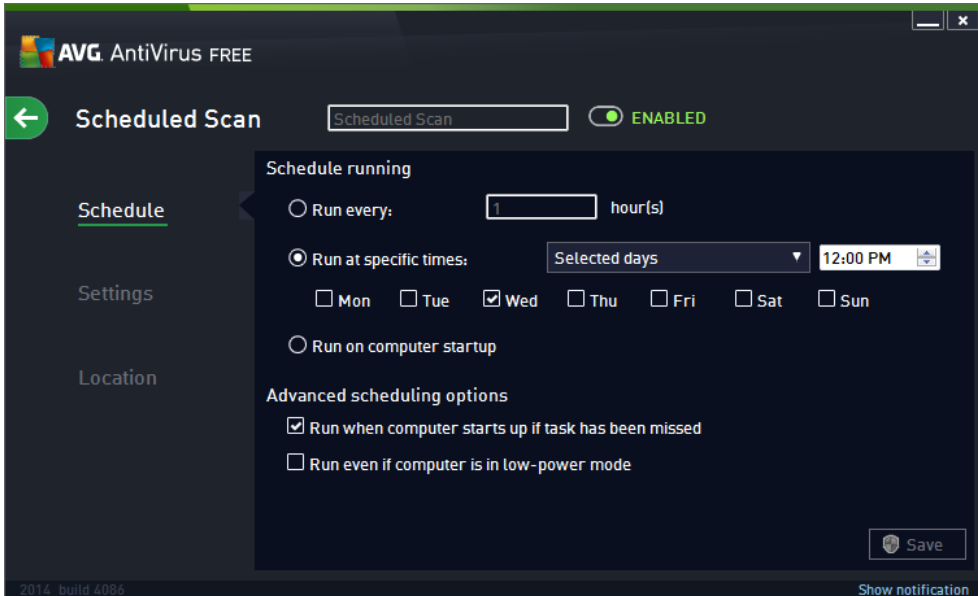 AVG. AntiVirus FREE
Scheduled Scan
Scheduled Scan
ENABLED
Schedule
Settings
Location
Schedule running
Run every: 1 hour(s)
Run at specific times: Selected days 12:00 PM
Mon Tue Wed Thu Fri Sat Sun
Run on computer startup
Advanced scheduling options
Run when computer starts up if task has been missed
Run even if computer is in low-power mode
Save
2014 build 4086
Show notification